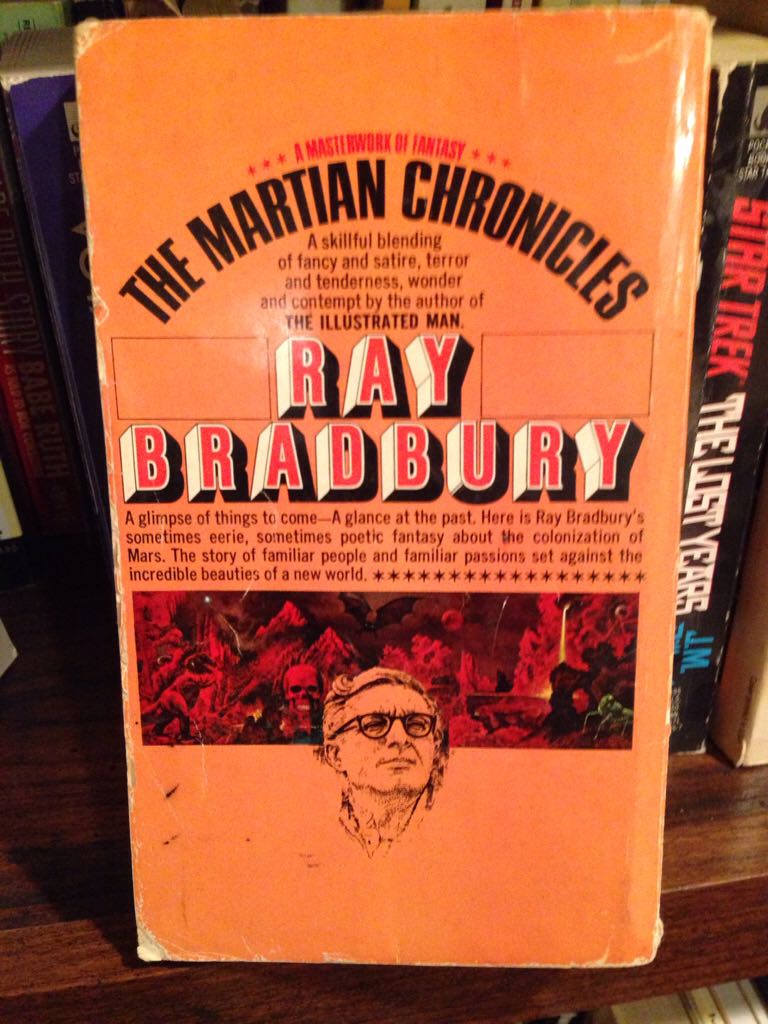 ★ ★ ★ A MASTERWORK OF FANTASY ★ ★ ★
THE MARTIAN CHRONICLES
A skillful blending
of fancy and satire, terror
and tenderness, wonder
and contempt by the author of
THE ILLUSTRATED MAN.
RAY
BRADBURY
A glimpse of things to come—A glance at the past. Here is Ray Bradbury's
sometimes eerie, sometimes poetic fantasy about the colonization of
Mars. The story of familiar people and familiar passions set against the
incredible beauties of a new world. ★★★★★★★★★★★★★★★★★★
STAR TREK THE LOST YEARS J.M.
BABE RUTH